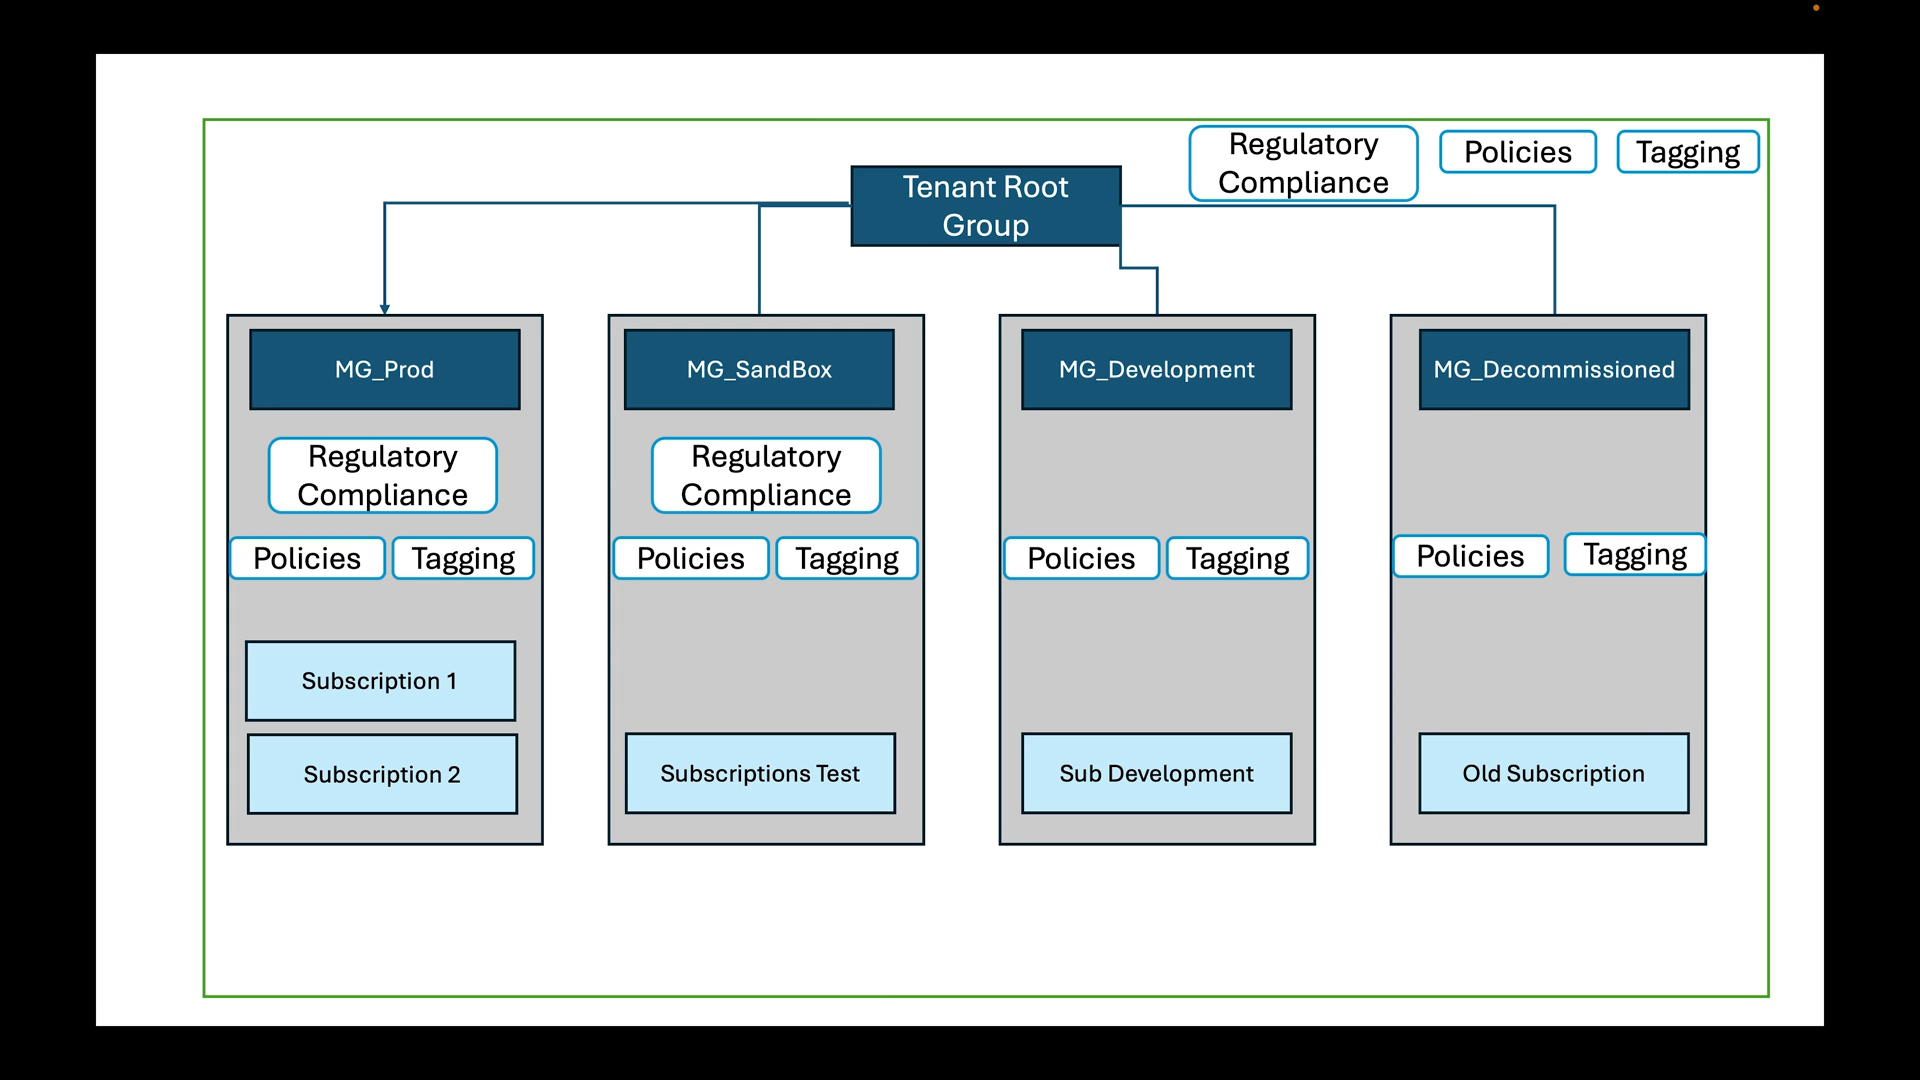 Regulatory
Compliance
Policies
Tagging
Tenant Root
Group
MG_Prod
MG_SandBox
MG_Development
MG_Decommissioned
Regulatory
Compliance
Regulatory
Compliance
Policies
Tagging
Policies
Tagging
Policies
Tagging
Policies
Tagging
Subscription 1
Subscription 2
Subscriptions Test
Sub Development
Old Subscription